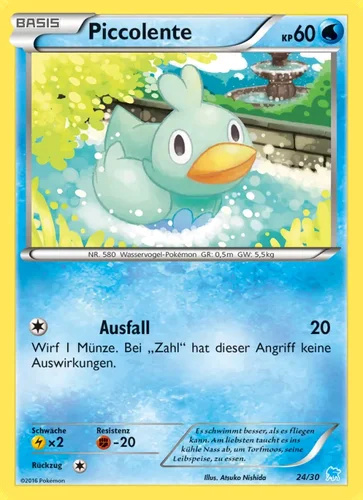 BASIS
Piccolente
KP60
NR. 580 Wasservogel-Pokémon GR: 0,5m GW: 5,5kg
Ausfall 20
Wirf 1 Münze. Bei „Zahl“ hat dieser Angriff keine
Auswirkungen.
Schwäche Resistenz
×2 -20
Rückzug
Es schwimmt besser, als es fliegen
kann. Am liebsten taucht es ins
kühle Nass ab, um Torfmoos, seine
Leibspeise, zu essen.
©2016 Pokémon
Illus. Atsuko Nishida
24/30